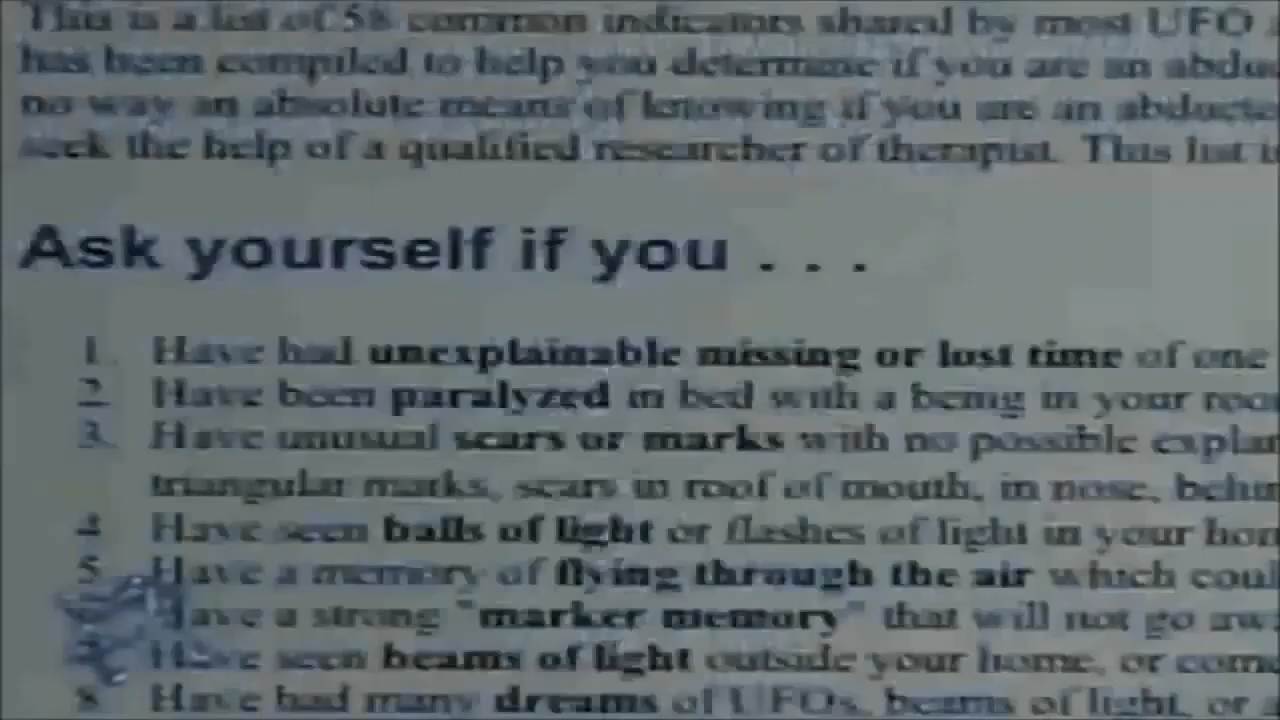 This is a list of 58 common indicators shared by most UFO
has been compiled to help you determine if you are an abduc
no way an absolute means of knowing if you are an abductee
seek the help of a qualified researcher of therapist. This list i
Ask yourself if you . . .
1. Have had unexplainable missing or lost time of one
2. Have been paralyzed in bed with a being in your roo
3. Have unusual scars or marks with no possible explan
triangular marks, scars in roof of mouth, in nose, behin
4. Have seen balls of light or flashes of light in your hom
5. Have a memory of flying through the air which coul
Have a strong "marker memory" that will not go aw
Have seen beams of light outside your home, or come
8. Have had many dreams of UFOs, beams of light, or